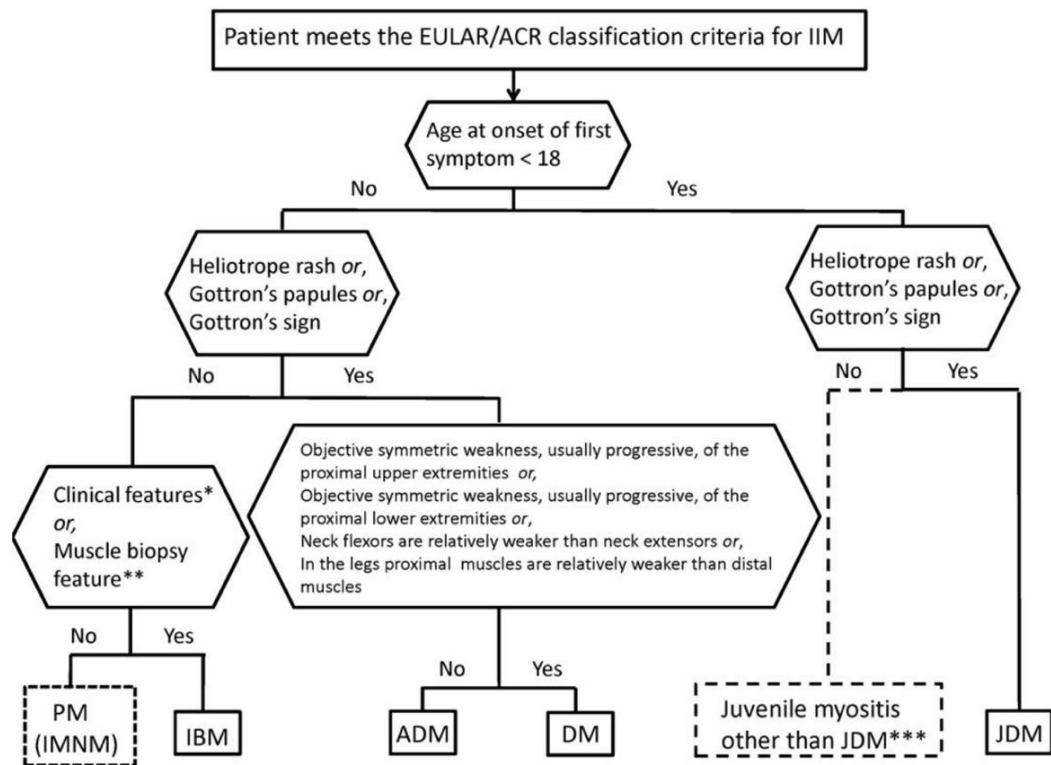 Patient meets the EULAR/ACR classification criteria for IIM
Age at onset of first
symptom < 18
No
Yes
Heliotrope rash or,
Gottron's papules or,
Gottron's sign
Heliotrope rash or,
Gottron's papules or,
Gottron's sign
No
Yes
No
Yes
Clinical features*
or,
Muscle biopsy
feature**
Objective symmetric weakness, usually progressive, of the
proximal upper extremities or,
Objective symmetric weakness, usually progressive, of the
proximal lower extremities or,
Neck flexors are relatively weaker than neck extensors or,
In the legs proximal muscles are relatively weaker than distal
muscles
No
Yes
No
Yes
PM
(IMNM)
IBM
ADM
DM
Juvenile myositis
other than JDM***
JDM